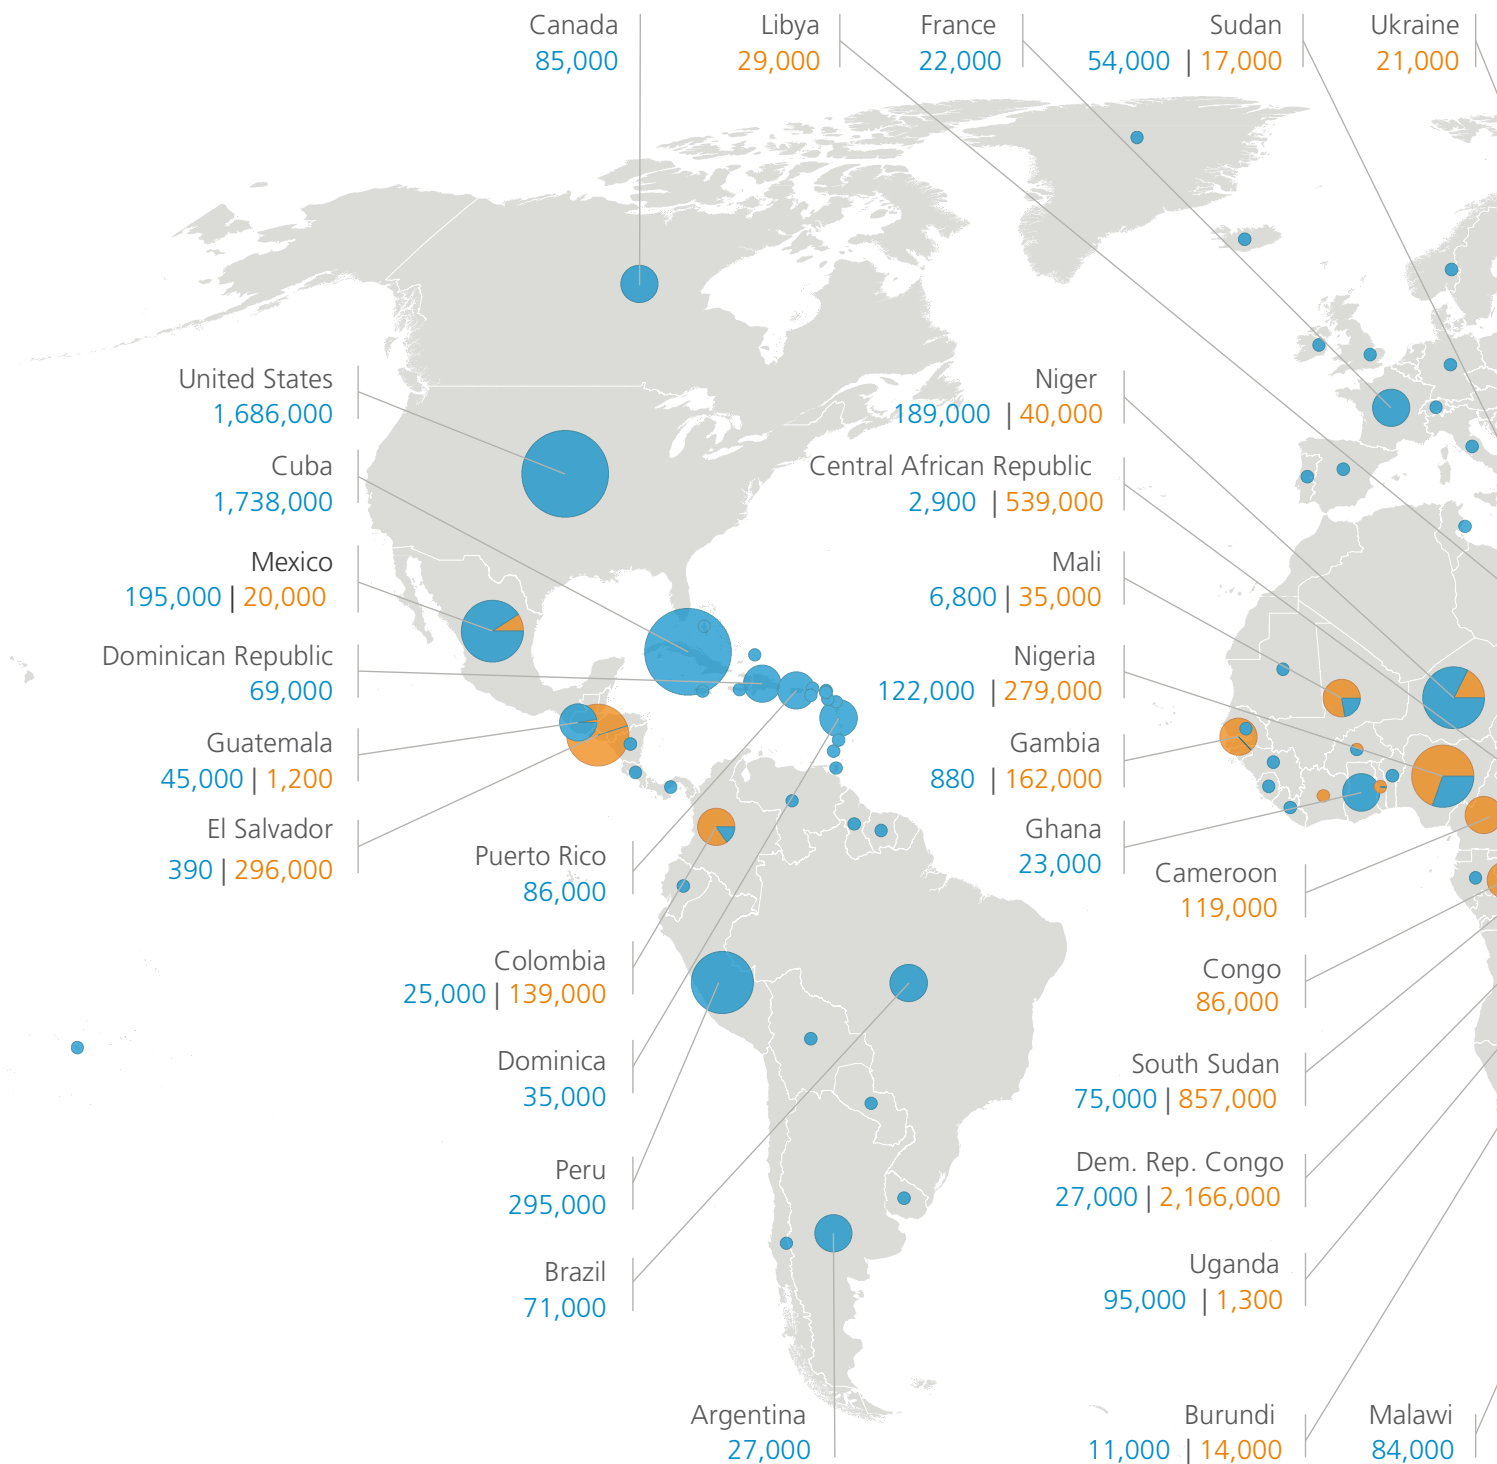 Canada
85,000
Libya
29,000
France
22,000
Sudan
54,000 | 17,000
Ukraine
21,000
United States
1,686,000
Cuba
1,738,000
Mexico
195,000 | 20,000
Dominican Republic
69,000
Guatemala
45,000 | 1,200
El Salvador
390 | 296,000
Puerto Rico
86,000
Colombia
25,000 | 139,000
Dominica
35,000
Peru
295,000
Brazil
71,000
Argentina
27,000
Niger
189,000 | 40,000
Central African Republic
2,900 | 539,000
Mali
6,800 | 35,000
Nigeria
122,000 | 279,000
Gambia
880 | 162,000
Ghana
23,000
Cameroon
119,000
Congo
86,000
South Sudan
75,000 | 857,000
Dem. Rep. Congo
27,000 | 2,166,000
Uganda
95,000 | 1,300
Burundi
11,000 | 14,000
Malawi
84,000